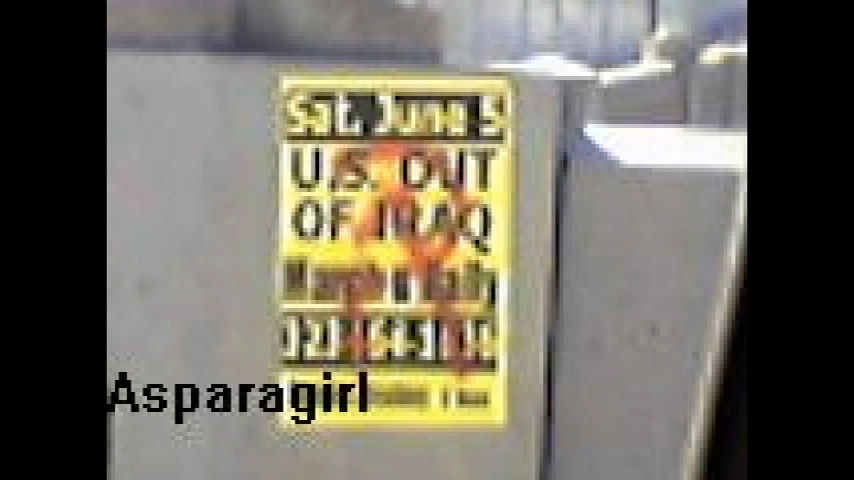 Sat. June 5
U.S. OUT
OF IRAQ
March & Rally
Asparagirl